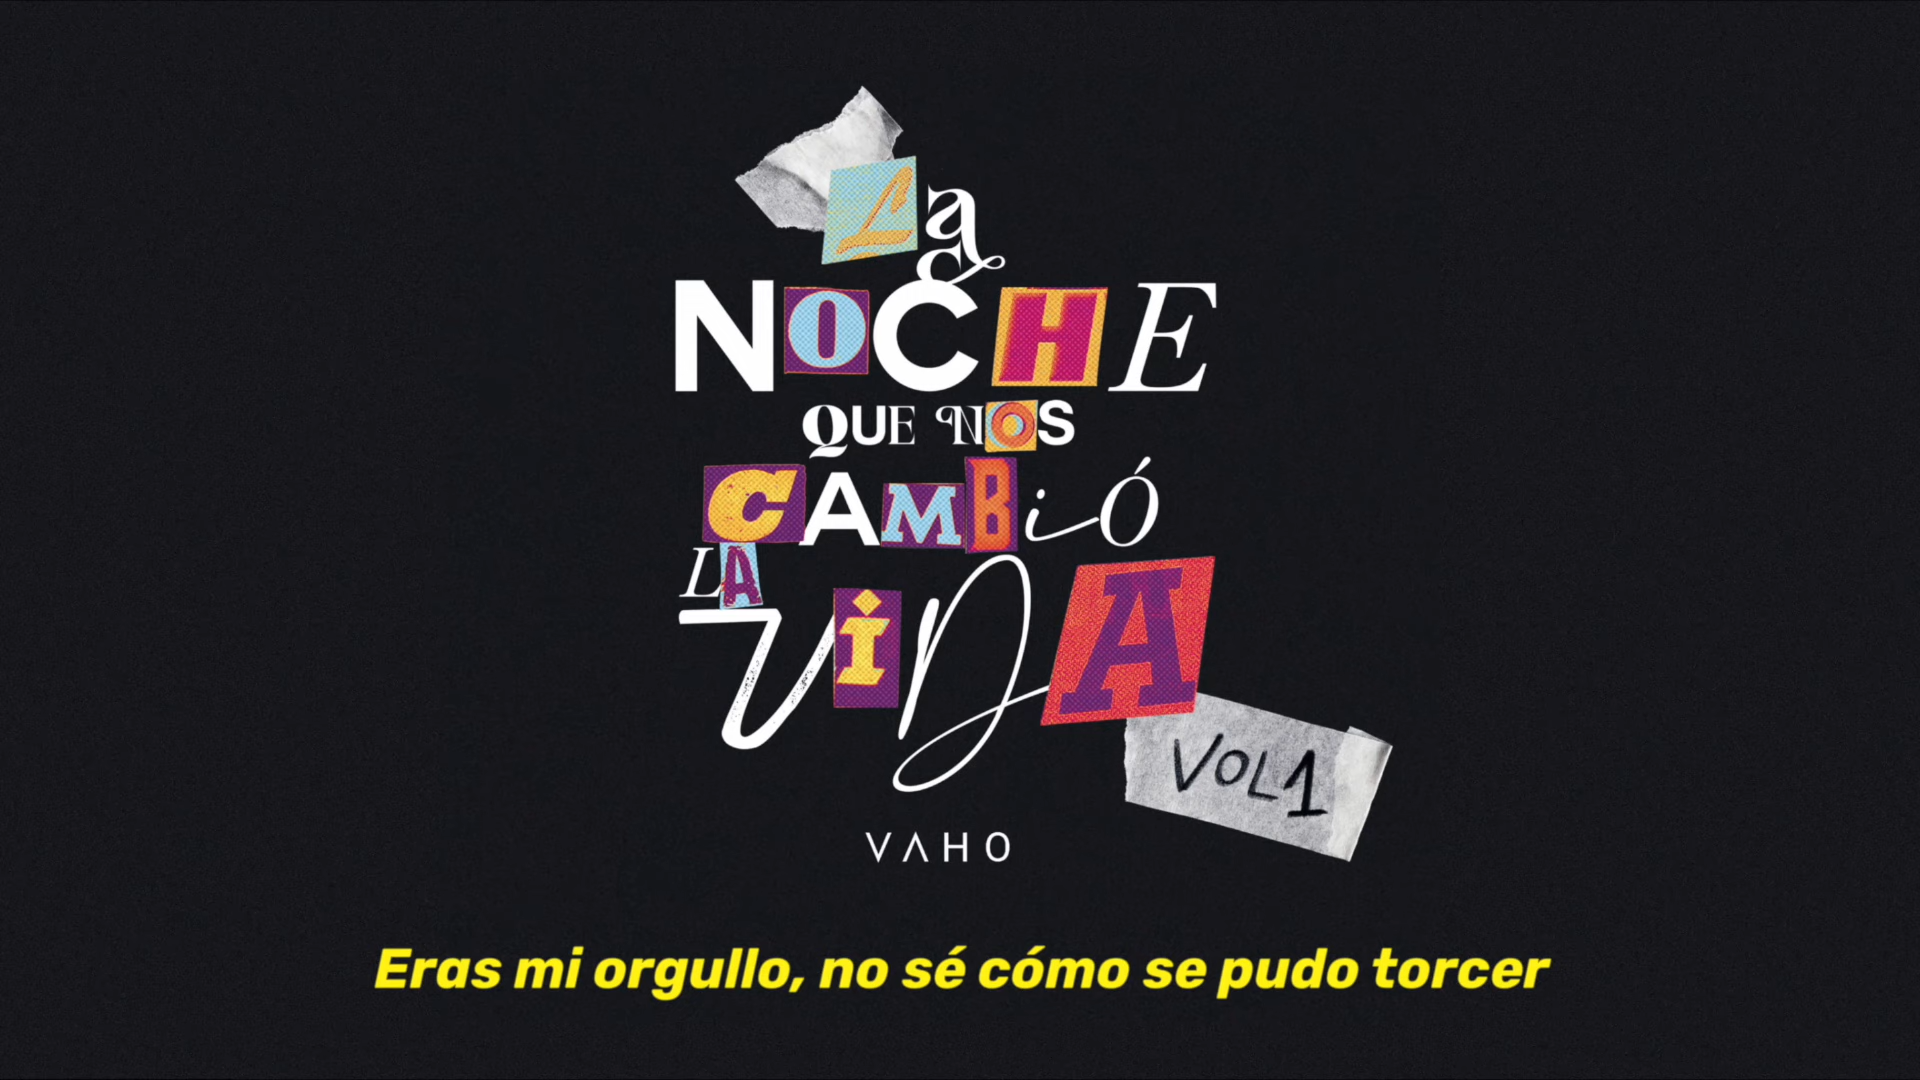 La
NOCHE
QUE NOS
CAMBiÓ
LA
ViDA
VOL1
VAHO
Eras mi orgullo, no sé cómo se pudo torcer